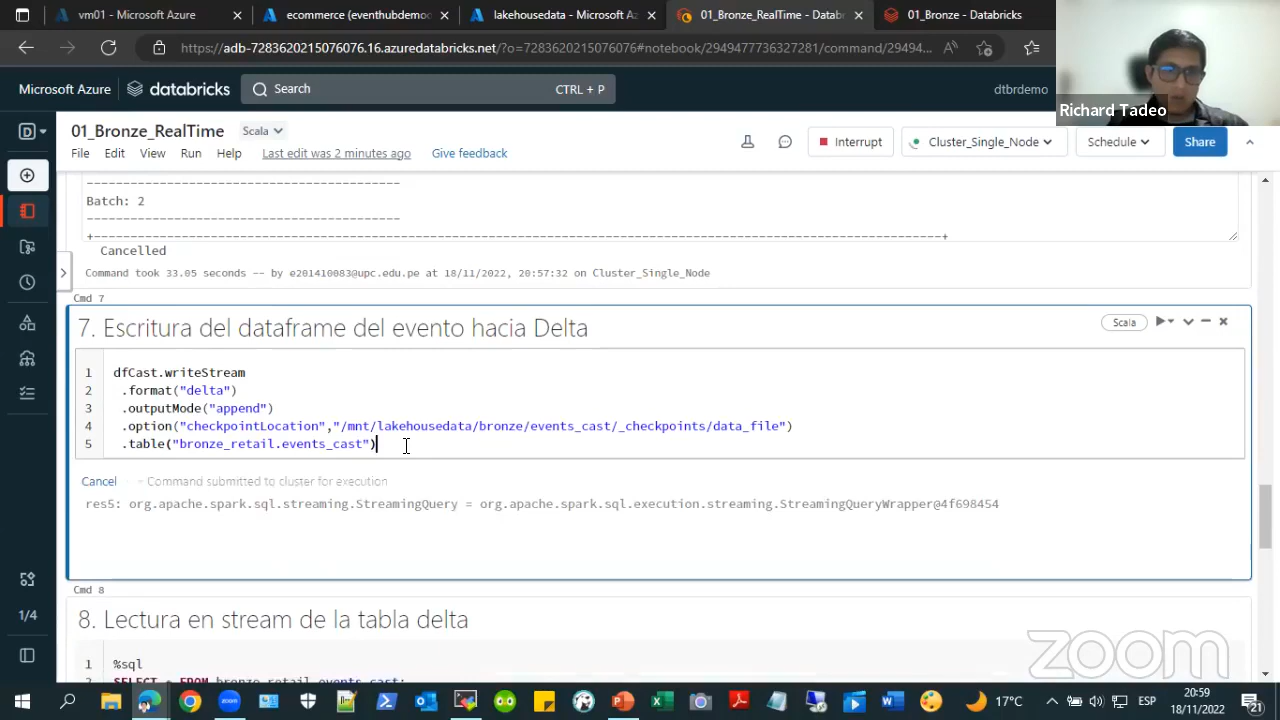 vm01 - Microsoft Azure
ecommerce (eventhubdemoo
lakehousedata - Microsoft Az
01_Bronze_RealTime - Databr
01_Bronze - Databricks
https://adb-7283620215076076.16.azuredatabricks.net/?o=7283620215076076#notebook/2949477736327281/command/29494...
Microsoft Azure
databricks
Search
CTRL + P
dtbrdemo
Richard Tadeo
01_Bronze_RealTime
Scala
File Edit View Run Help Last edit was 2 minutes ago Give feedback
Interrupt
Cluster_Single_Node
Schedule
Share
-------------------------------------------
Batch: 2
-------------------------------------------
Cancelled
Command took 33.05 seconds -- by e201410083@upc.edu.pe at 18/11/2022, 20:57:32 on Cluster_Single_Node
Cmd 7
7. Escritura del dataframe del evento hacia Delta
Scala
1 dfCast.writeStream
2 .format("delta")
3 .outputMode("append")
4 .option("checkpointLocation","/mnt/lakehousedata/bronze/events_cast/_checkpoints/data_file")
5 .table("bronze_retail.events_cast")
Cancel
Command submitted to cluster for execution
res5: org.apache.spark.sql.streaming.StreamingQuery = org.apache.spark.sql.execution.streaming.StreamingQueryWrapper@4f698454
Cmd 8
8. Lectura en stream de la tabla delta
1 %sql
SELECT * FROM bronze_retail.events_cast;
1/4
zoom
17°C
ESP
20:59
18/11/2022
21